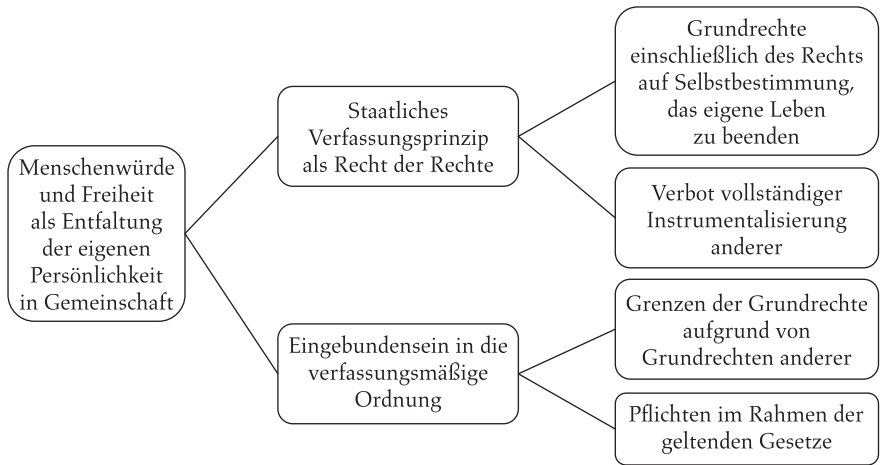 Menschenwürde
und Freiheit
als Entfaltung
der eigenen
Persönlichkeit
in Gemeinschaft
Staatliches
Verfassungsprinzip
als Recht der Rechte
Grundrechte
einschließlich des Rechts
auf Selbstbestimmung,
das eigene Leben
zu beenden
Verbot vollständiger
Instrumentalisierung
anderer
Eingebundensein in die
verfassungsmäßige
Ordnung
Grenzen der Grundrechte
aufgrund von
Grundrechten anderer
Pflichten im Rahmen der
geltenden Gesetze